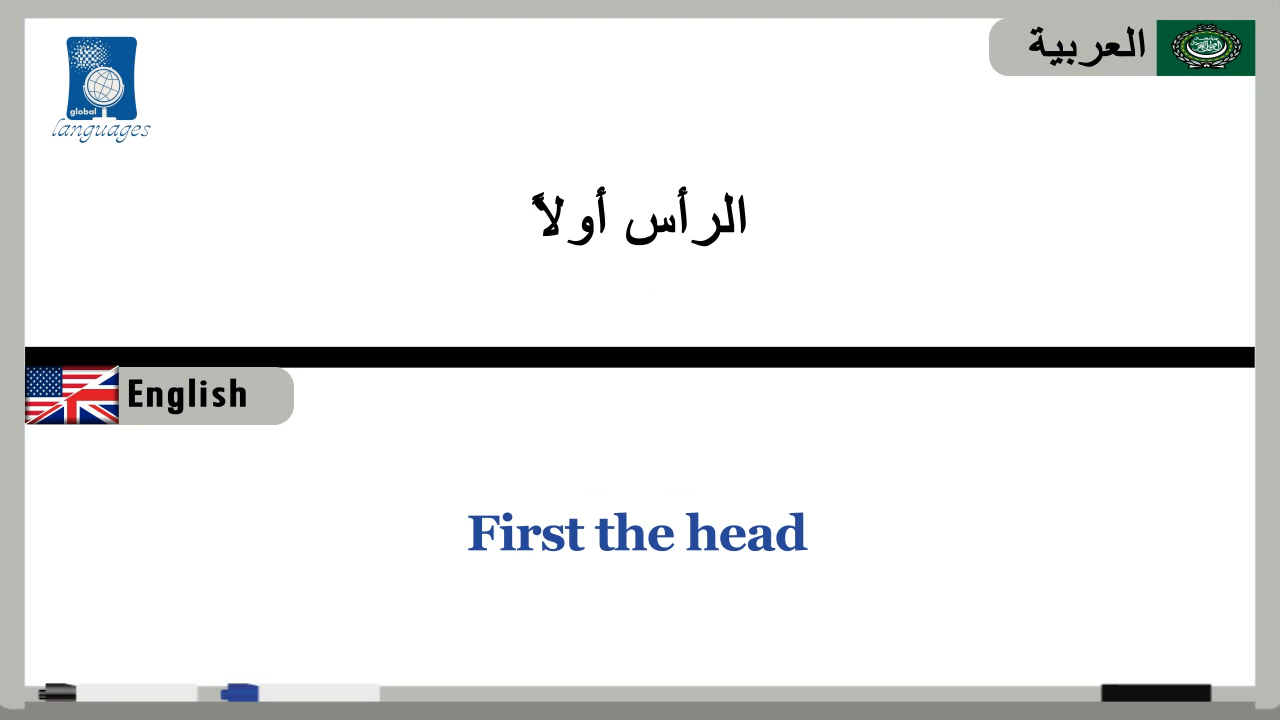 global
languages
العربية
الرأس أولاً
English
First the head